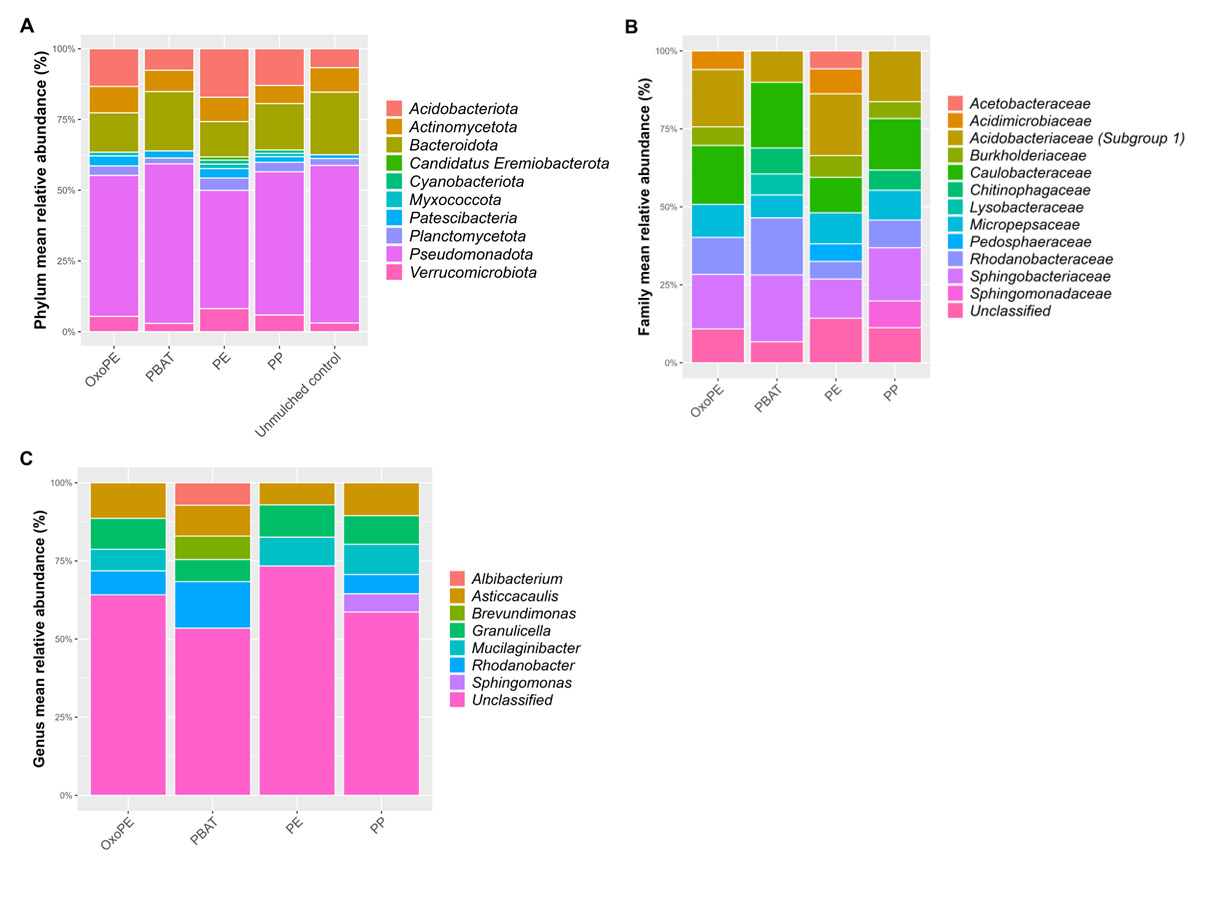 A
Phylum mean relative abundance (%)
100%
75%
50%
25%
0%
OxoPE
PBAT
PE
PP
Unmulched control
Acidobacteriota
Actinomycetota
Bacteroidota
Candidatus Eremiobacterota
Cyanobacteriota
Myxococcota
Patescibacteria
Planctomycetota
Pseudomonadota
Verrucomicrobiota
B
Family mean relative abundance (%)
100%
75%
50%
25%
0%
OxoPE
PBAT
PE
PP
Acetobacteraceae
Acidimicrobiaceae
Acidobacteriaceae (Subgroup 1)
Burkholderiaceae
Caulobacteraceae
Chitinophagaceae
Lysobacteraceae
Micropepsaceae
Pedosphaeraceae
Rhodanobacteraceae
Sphingobacteriaceae
Sphingomonadaceae
Unclassified
C
Genus mean relative abundance (%)
100%
75%
50%
25%
0%
OxoPE
PBAT
PE
PP
Albibacterium
Asticcacaulis
Brevundimonas
Granulicella
Mucilaginibacter
Rhodanobacter
Sphingomonas
Unclassified